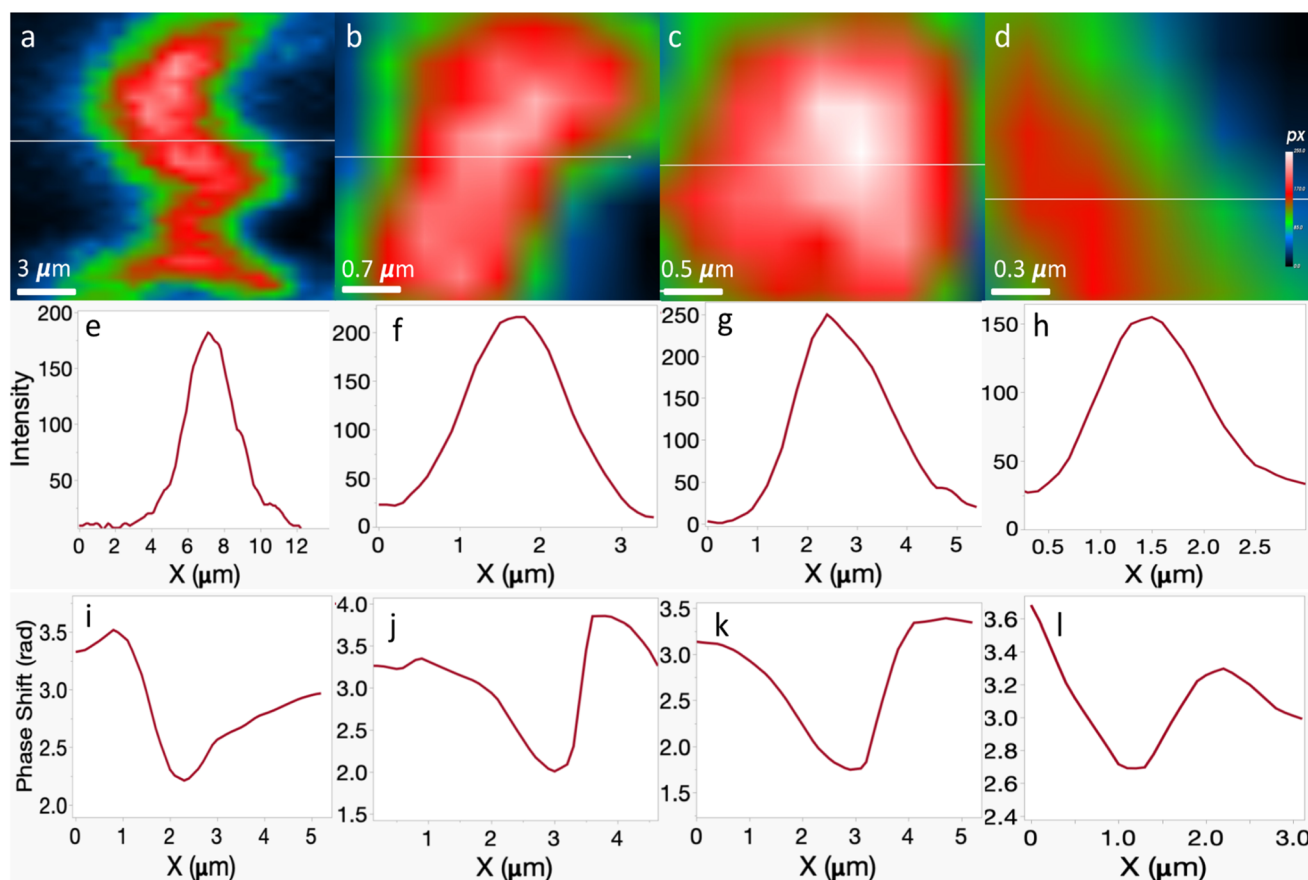 a
b
c
d
px
3 μm
0.7 μm
0.5 μm
0.3 μm
e
f
g
h
Intensity
200
150
100
50
0 2 4 6 8 10 12
X (μm)
200
150
100
50
0
0 1 2 3
X (μm)
250
200
150
100
50
0
0 1 2 3 4 5
X (μm)
150
100
50
0
0.5 1.0 1.5 2.0 2.5
X (μm)
i
j
k
l
Phase Shift (rad)
3.5
3.0
2.5
2.0
0 1 2 3 4 5
X (μm)
4.0
3.5
3.0
2.5
2.0
1.5
1 2 3 4
X (μm)
3.5
3.0
2.5
2.0
1.5
0 1 2 3 4 5
X (μm)
3.6
3.4
3.2
3.0
2.8
2.6
2.4
0 1.0 2.0 3.0
X (μm)